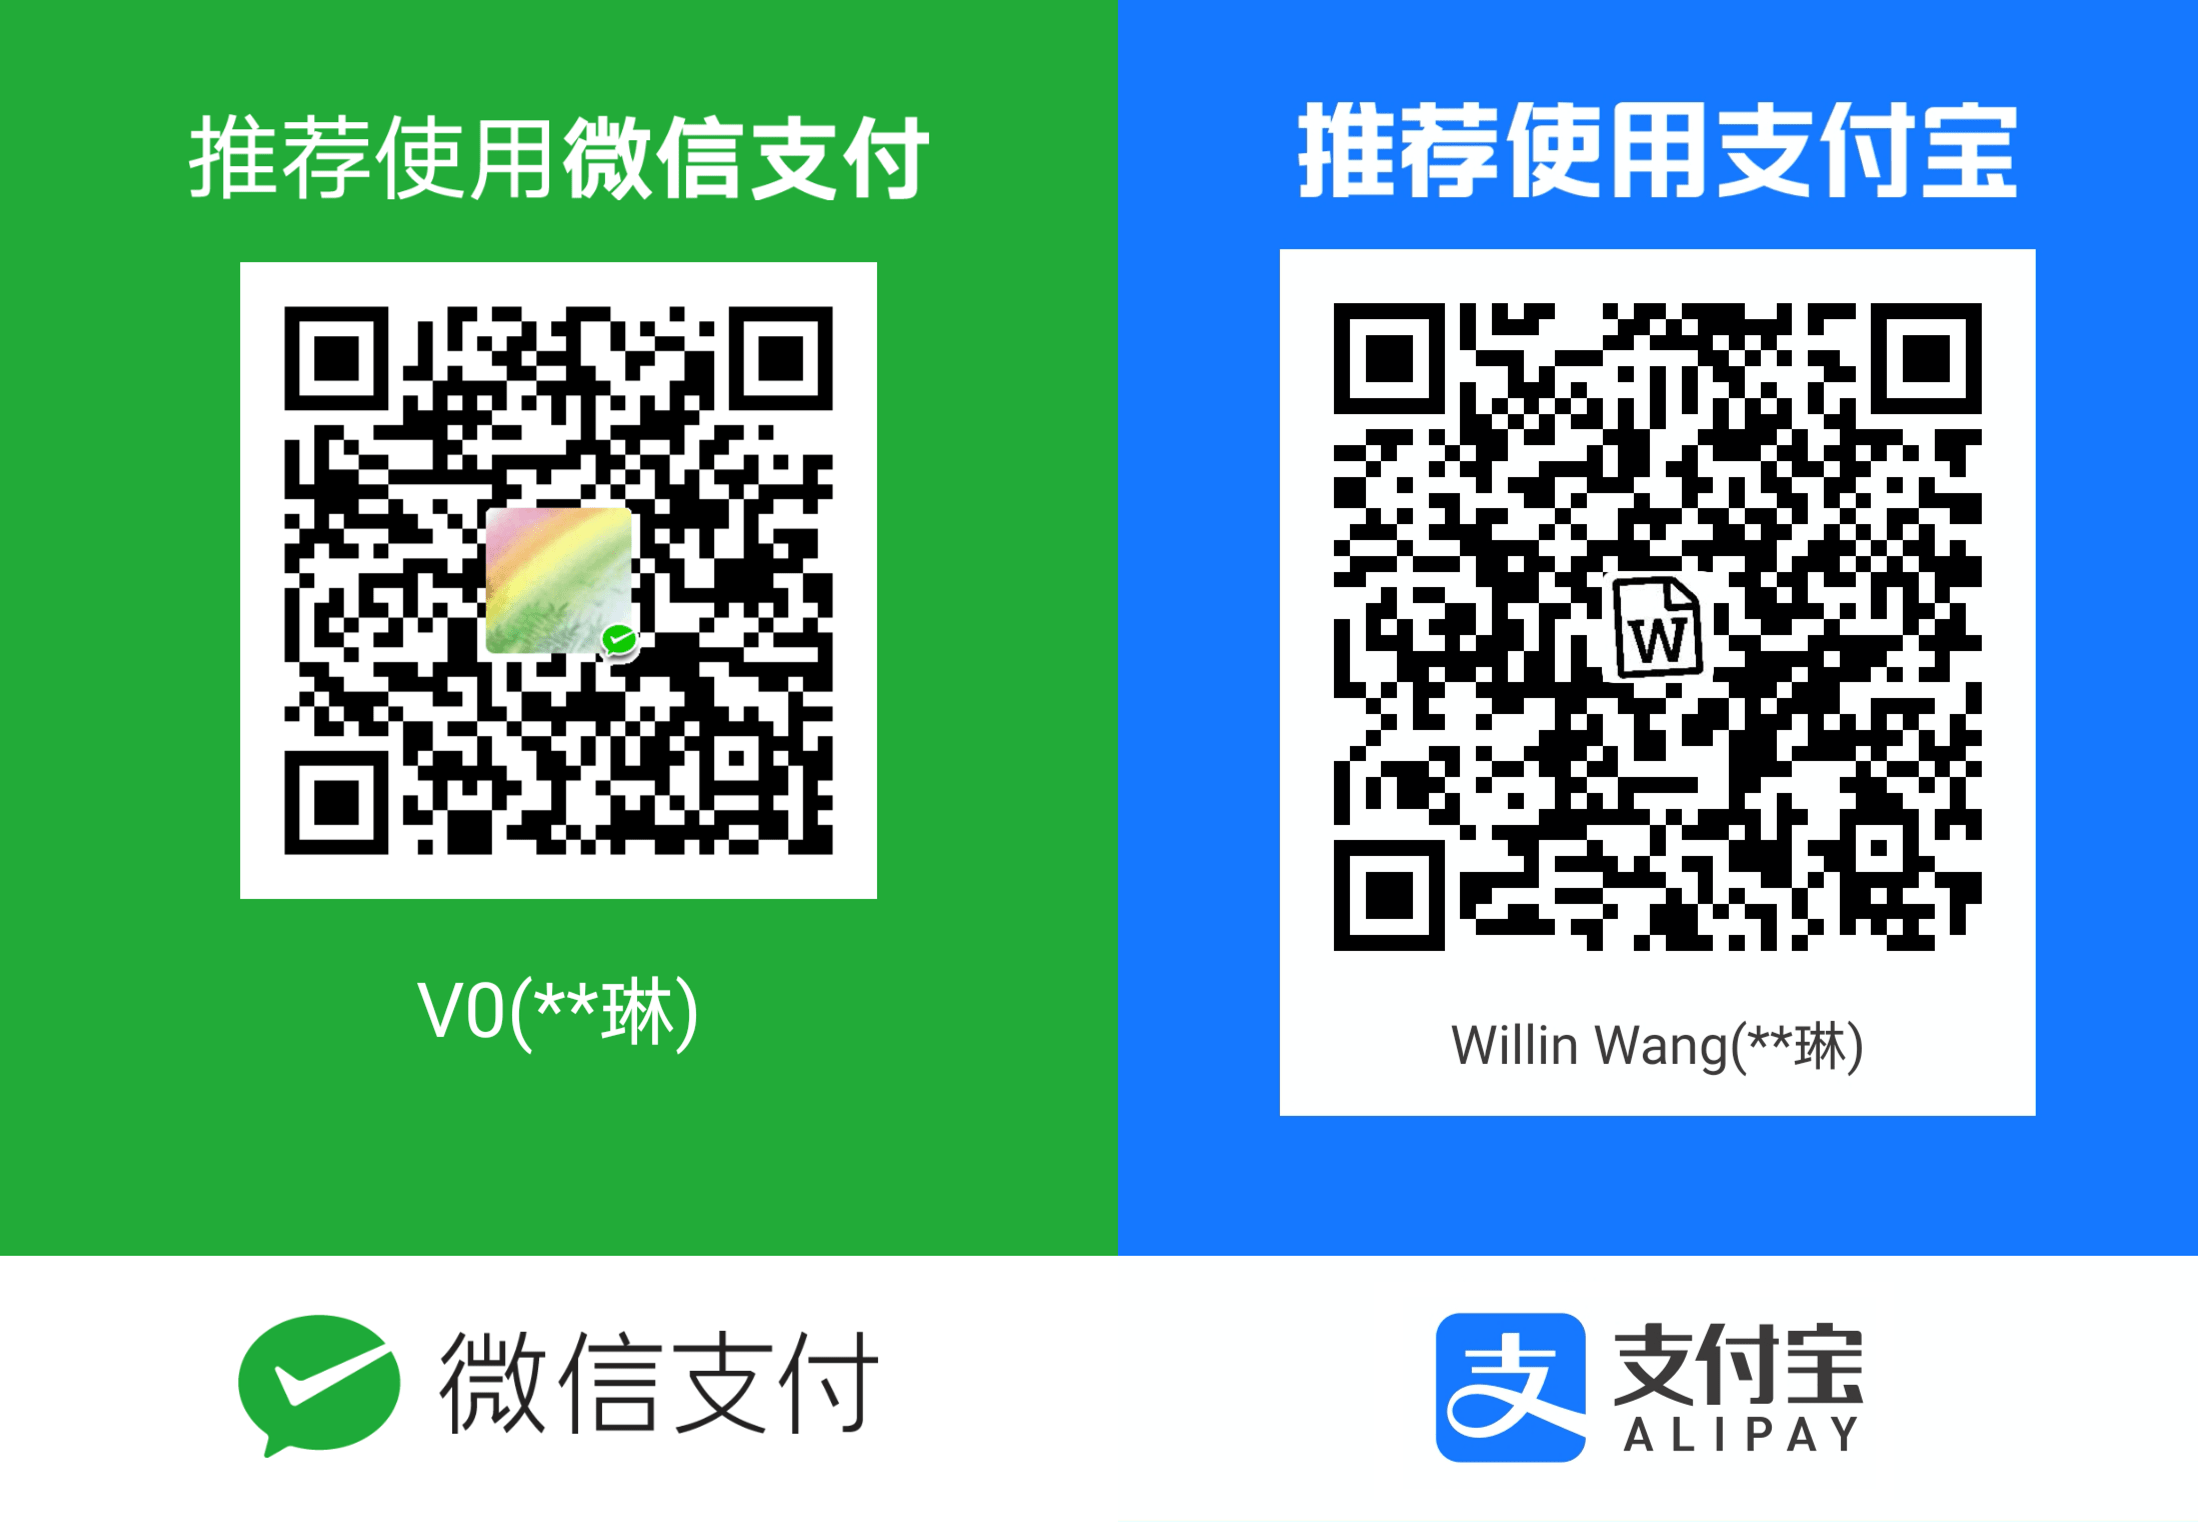 推荐使用微信支付
V0(**琳)
微信支付
推荐使用支付宝
W
Willin Wang(**琳)
支
支付宝
ALIPAY